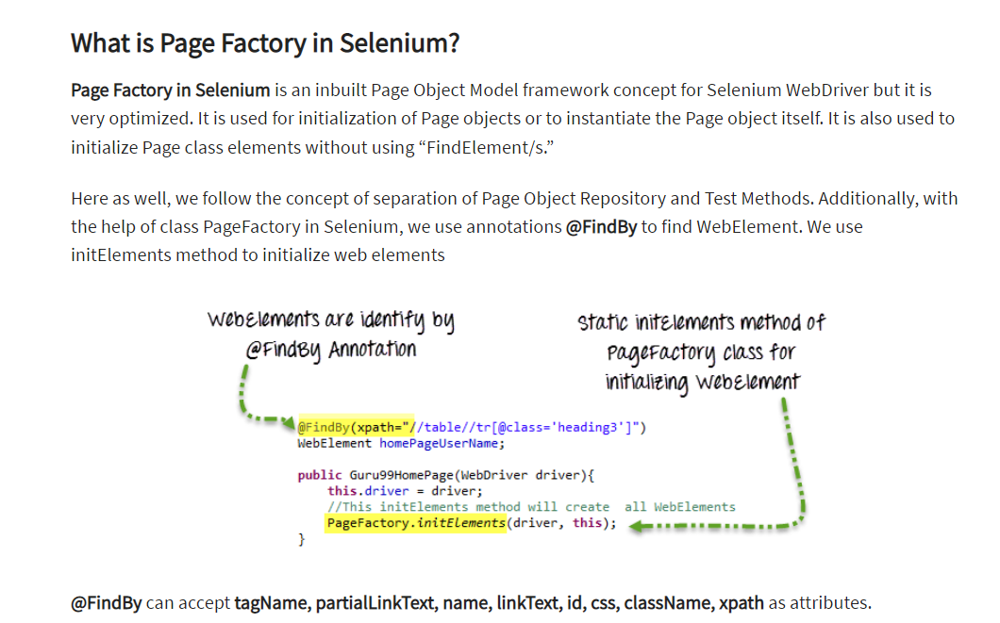 What is Page Factory in Selenium?
Page Factory in Selenium is an inbuilt Page Object Model framework concept for Selenium WebDriver but it is
very optimized. It is used for initialization of Page objects or to instantiate the Page object itself. It is also used to
initialize Page class elements without using “FindElement/s.”
Here as well, we follow the concept of separation of Page Object Repository and Test Methods. Additionally, with
the help of class PageFactory in Selenium, we use annotations @FindBy to find WebElement. We use
initElements method to initialize web elements
WebElements are identify by
@FindBy Annotation
static initElements method of
PageFactory class for
initializing WebElement
@FindBy(xpath="//table//tr[@class='heading3']")
WebElement homePageUserName;
public Guru99HomePage(WebDriver driver){
this.driver = driver;
//This initElements method will create  all WebElements
PageFactory.initElements(driver, this);
}
@FindBy can accept tagName, partialLinkText, name, linkText, id, css, className, xpath as attributes.